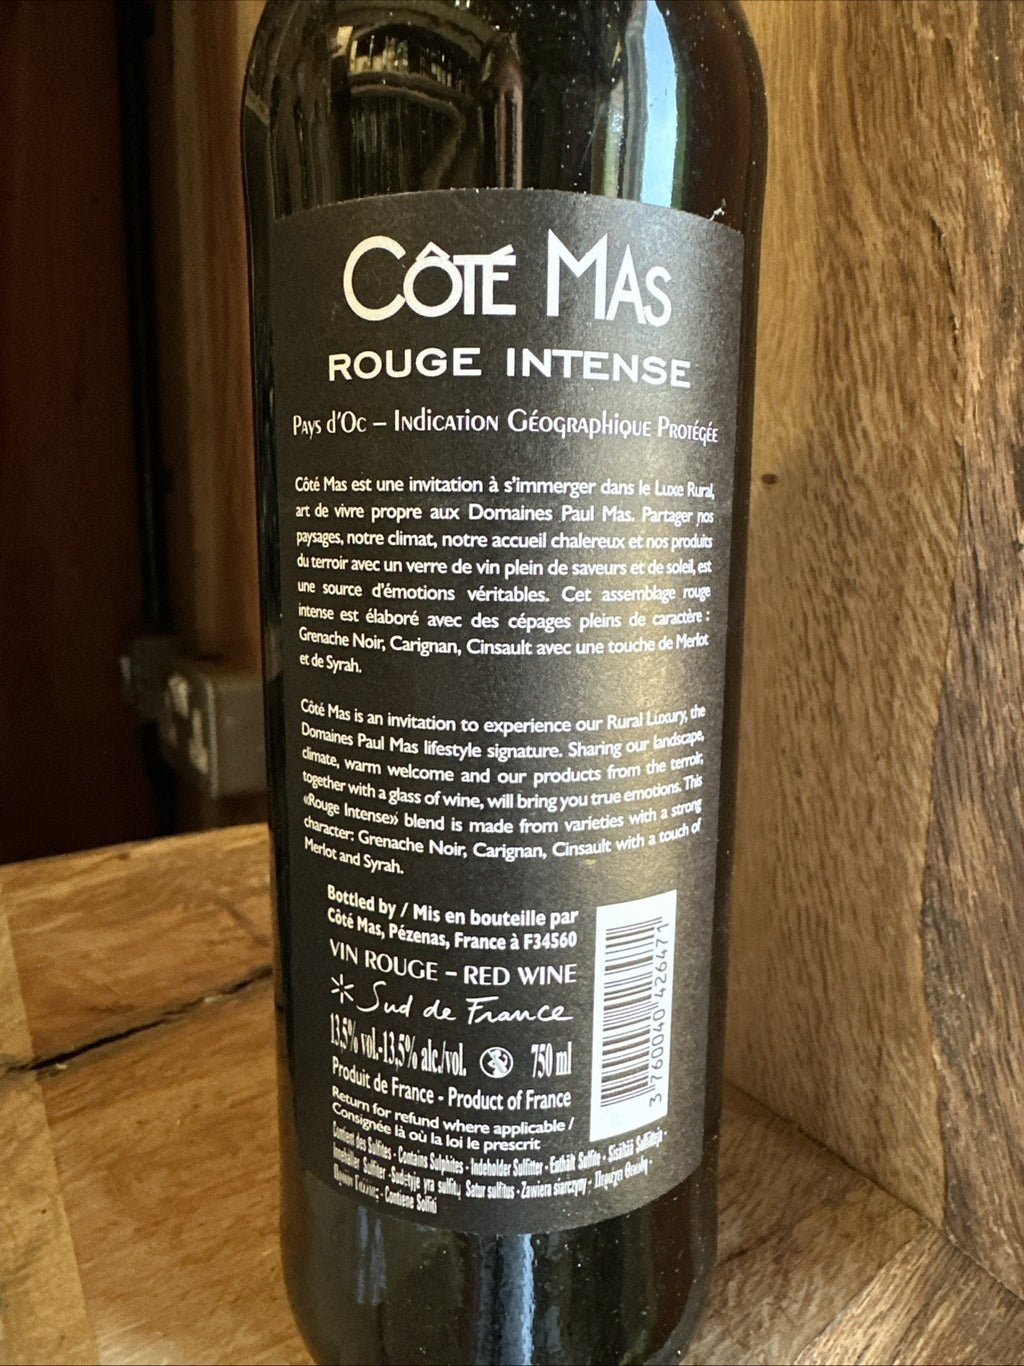 CÔTÉ MAS
ROUGE INTENSE
Pays d'Oc – Indication Géographique Protégée
Côté Mas est une invitation à s'immerger dans le Luxe Rural,
art de vivre propre aux Domaines Paul Mas. Partager nos
paysages, notre climat, notre accueil chalereux et nos produits
du terroir avec un verre de vin plein de saveurs et de soleil, est
une source d'émotions véritables. Cet assemblage rouge
intense est élaboré avec des cépages pleins de caractère :
Grenache Noir, Carignan, Cinsault avec une touche de Merlot
et de Syrah.
Côté Mas is an invitation to experience our Rural Luxury, the
Domaines Paul Mas lifestyle signature. Sharing our landscape,
climate, warm welcome and our products from the terroir,
together with a glass of wine, will bring you true emotions. This
«Rouge Intense» blend is made from varieties with a strong
character: Grenache Noir, Carignan, Cinsault with a touch of
Merlot and Syrah.
Bottled by / Mis en bouteille par
Côté Mas, Pézenas, France à F34560
VIN ROUGE – RED WINE
Sud de France
13,5% vol.-13,5% alc./vol. 750 ml
Produit de France - Product of France
Return for refund where applicable /
Consignée là où la loi le prescrit
Contient des Sulfites - Contains Sulphites - Indeholder Sulfitter - Enthält Sulfite - Sisältää
Innehåller Sulfiter - Satur sulfitus - Zawiera siarczyny -
Contiene Solfiti
3 760040 426471